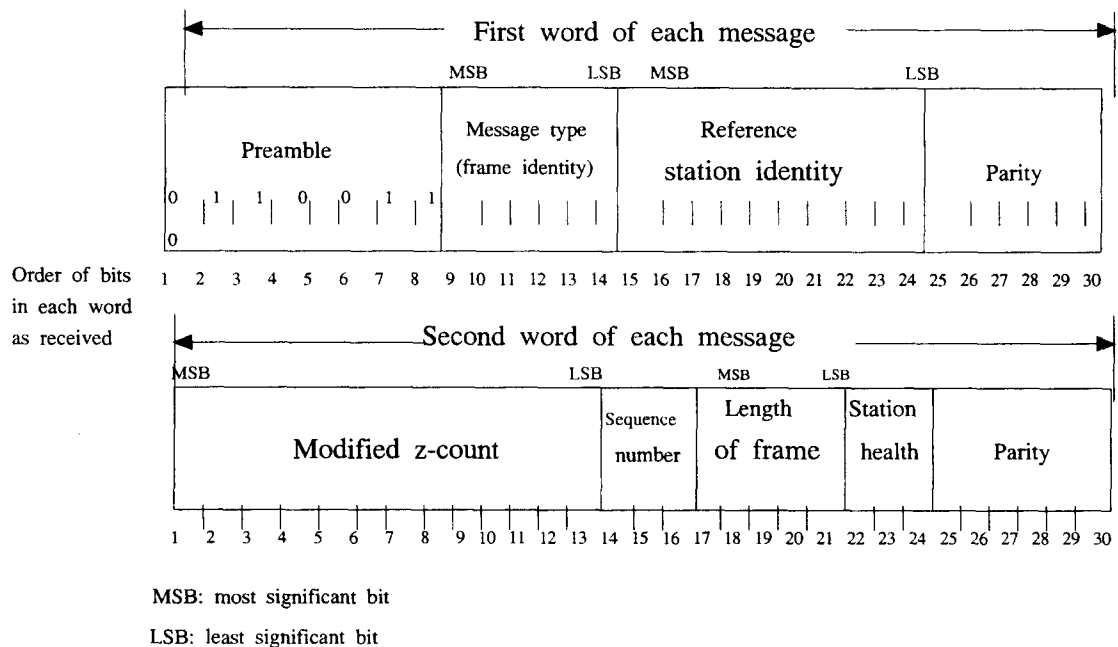 First word of each message
MSB LSB MSB LSB
Preamble
Message type
(frame identity)
Reference
station identity
Parity
0 1 1 0 0 1 1
0
Order of bits
in each word
as received
1 2 3 4 5 6 7 8 9 10 11 12 13 14 15 16 17 18 19 20 21 22 23 24 25 26 27 28 29 30
Second word of each message
MSB LSB MSB LSB
Modified z-count
Sequence
number
Length
of frame
Station
health
Parity
1 2 3 4 5 6 7 8 9 10 11 12 13 14 15 16 17 18 19 20 21 22 23 24 25 26 27 28 29 30
MSB: most significant bit
LSB: least significant bit